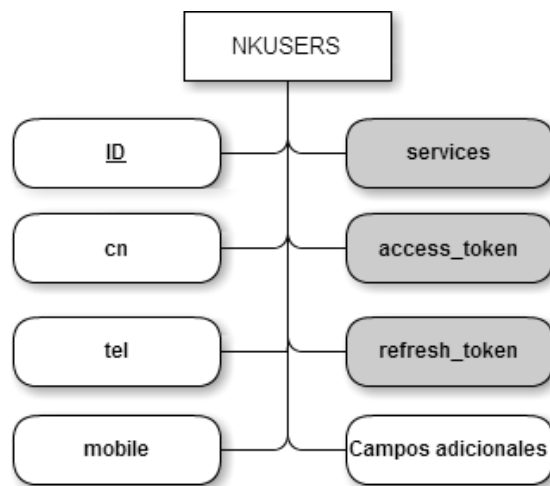 NKUSERS
ID
services
cn
access_token
tel
refresh_token
mobile
Campos adicionales